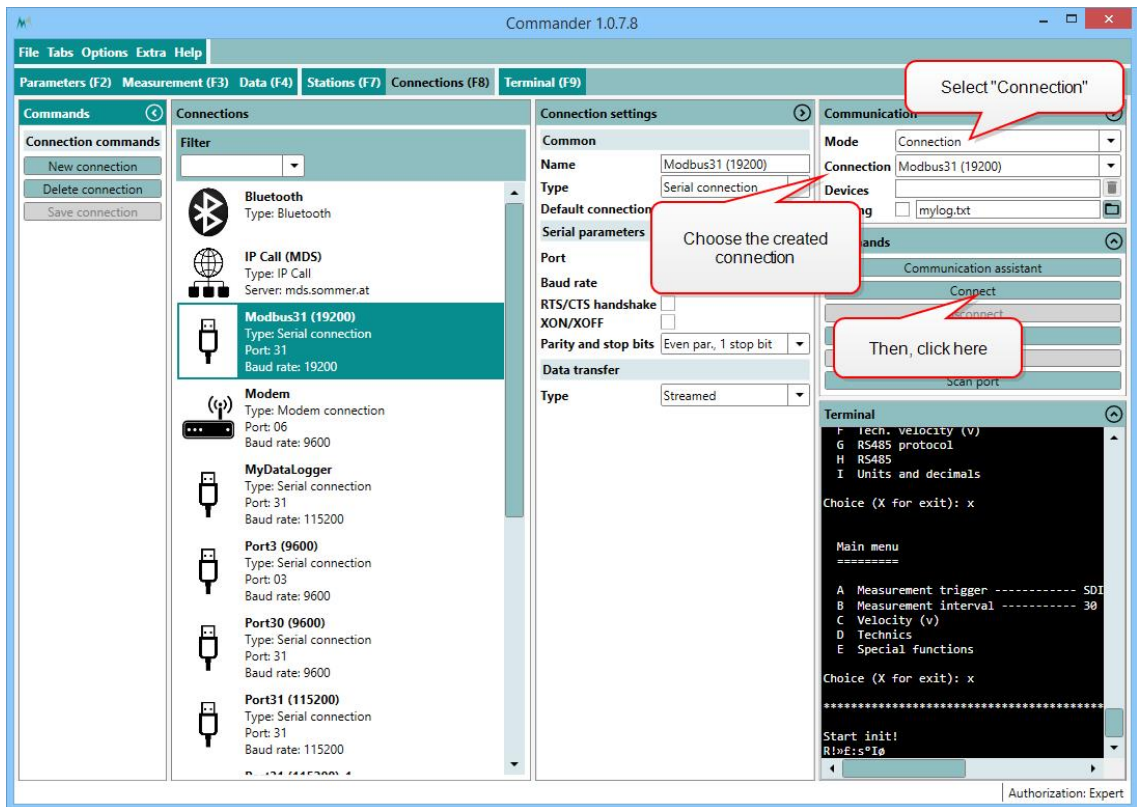 Commander 1.0.7.8
File Tabs Options Extra Help
Parameters (F2) Measurement (F3) Data (F4) Stations (F7) Connections (F8) Terminal (F9)
Commands
Connection commands
New connection
Delete connection
Save connection
Connections
Filter
Bluetooth
Type: Bluetooth
IP Call (MDS)
Type: IP Call
Server: mds.sommer.at
Modbus31 (19200)
Type: Serial connection
Port: 31
Baud rate: 19200
Modem
Type: Modem connection
Port: 06
Baud rate: 9600
MyDataLogger
Type: Serial connection
Port: 31
Baud rate: 115200
Port3 (9600)
Type: Serial connection
Port: 03
Baud rate: 9600
Port30 (9600)
Type: Serial connection
Port: 31
Baud rate: 9600
Port31 (115200)
Type: Serial connection
Port: 31
Baud rate: 115200
Connection settings
Common
Name Modbus31 (19200)
Type Serial connection
Default connection
Serial parameters
Port
Baud rate
RTS/CTS handshake
XON/XOFF
Parity and stop bits Even par., 1 stop bit
Data transfer
Type Streamed
Select "Connection"
Choose the created
connection
Then, click here
Communication
Mode Connection
Connection Modbus31 (19200)
Devices
mylog.txt
Communication assistant
Connect
Scan port
Terminal
F Tech. velocity (v)
G RS485 protocol
H RS485
I Units and decimals
Choice (X for exit): x
Main menu
=========
A Measurement trigger ------------ SDI
B Measurement interval ----------- 30
C Velocity (v)
D Technics
E Special functions
Choice (X for exit): x
*****************************************
Start init!
R!»£:s°Iø
Authorization: Expert